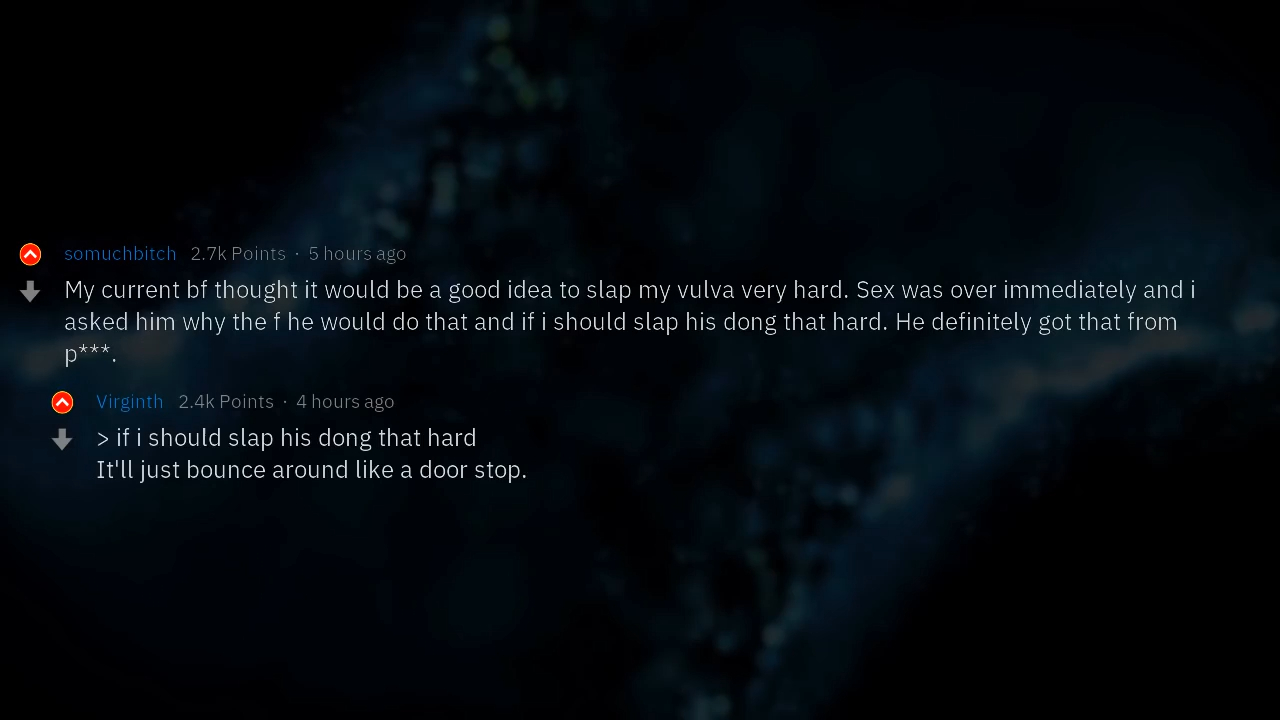 somuchbitch 2.7k Points · 5 hours ago
My current bf thought it would be a good idea to slap my vulva very hard. Sex was over immediately and i
asked him why the f he would do that and if i should slap his dong that hard. He definitely got that from
p***.
Virginth 2.4k Points · 4 hours ago
> if i should slap his dong that hard
It'll just bounce around like a door stop.